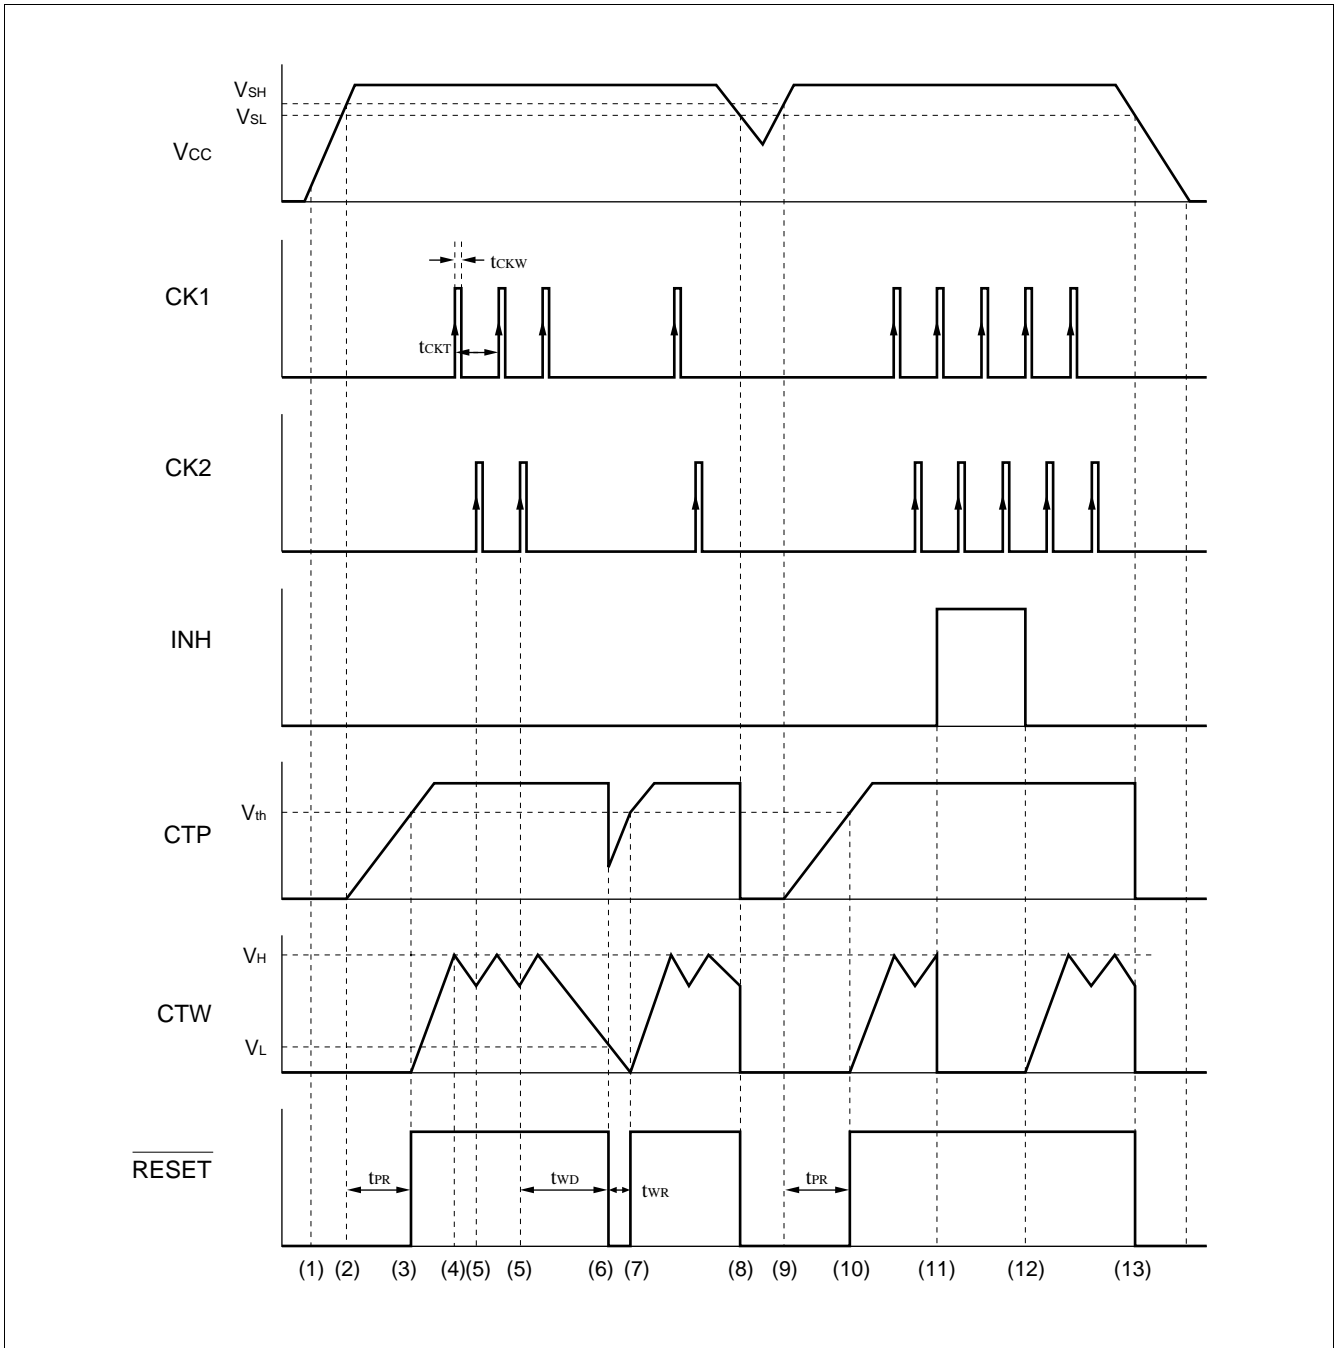 VSH
VSL
VCC
CK1
tCKW
tCKT
CK2
INH
Vth
CTP
VH
CTW
VL
RESET
tPR
tWD
tWR
tPR
(1) (2) (3) (4) (5) (5) (6) (7) (8) (9) (10) (11) (12) (13)